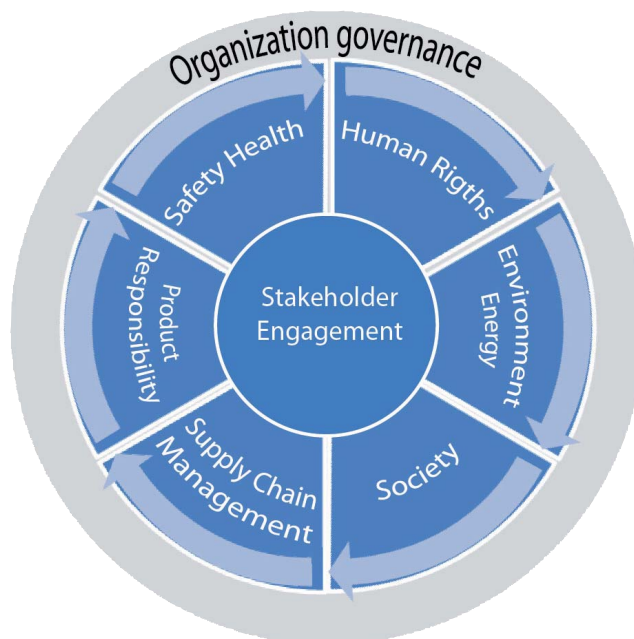 Organization governance
Safety Health
Human Rigths
Environment
Energy
Society
Supply Chain
Management
Product
Responsibility
Stakeholder
Engagement